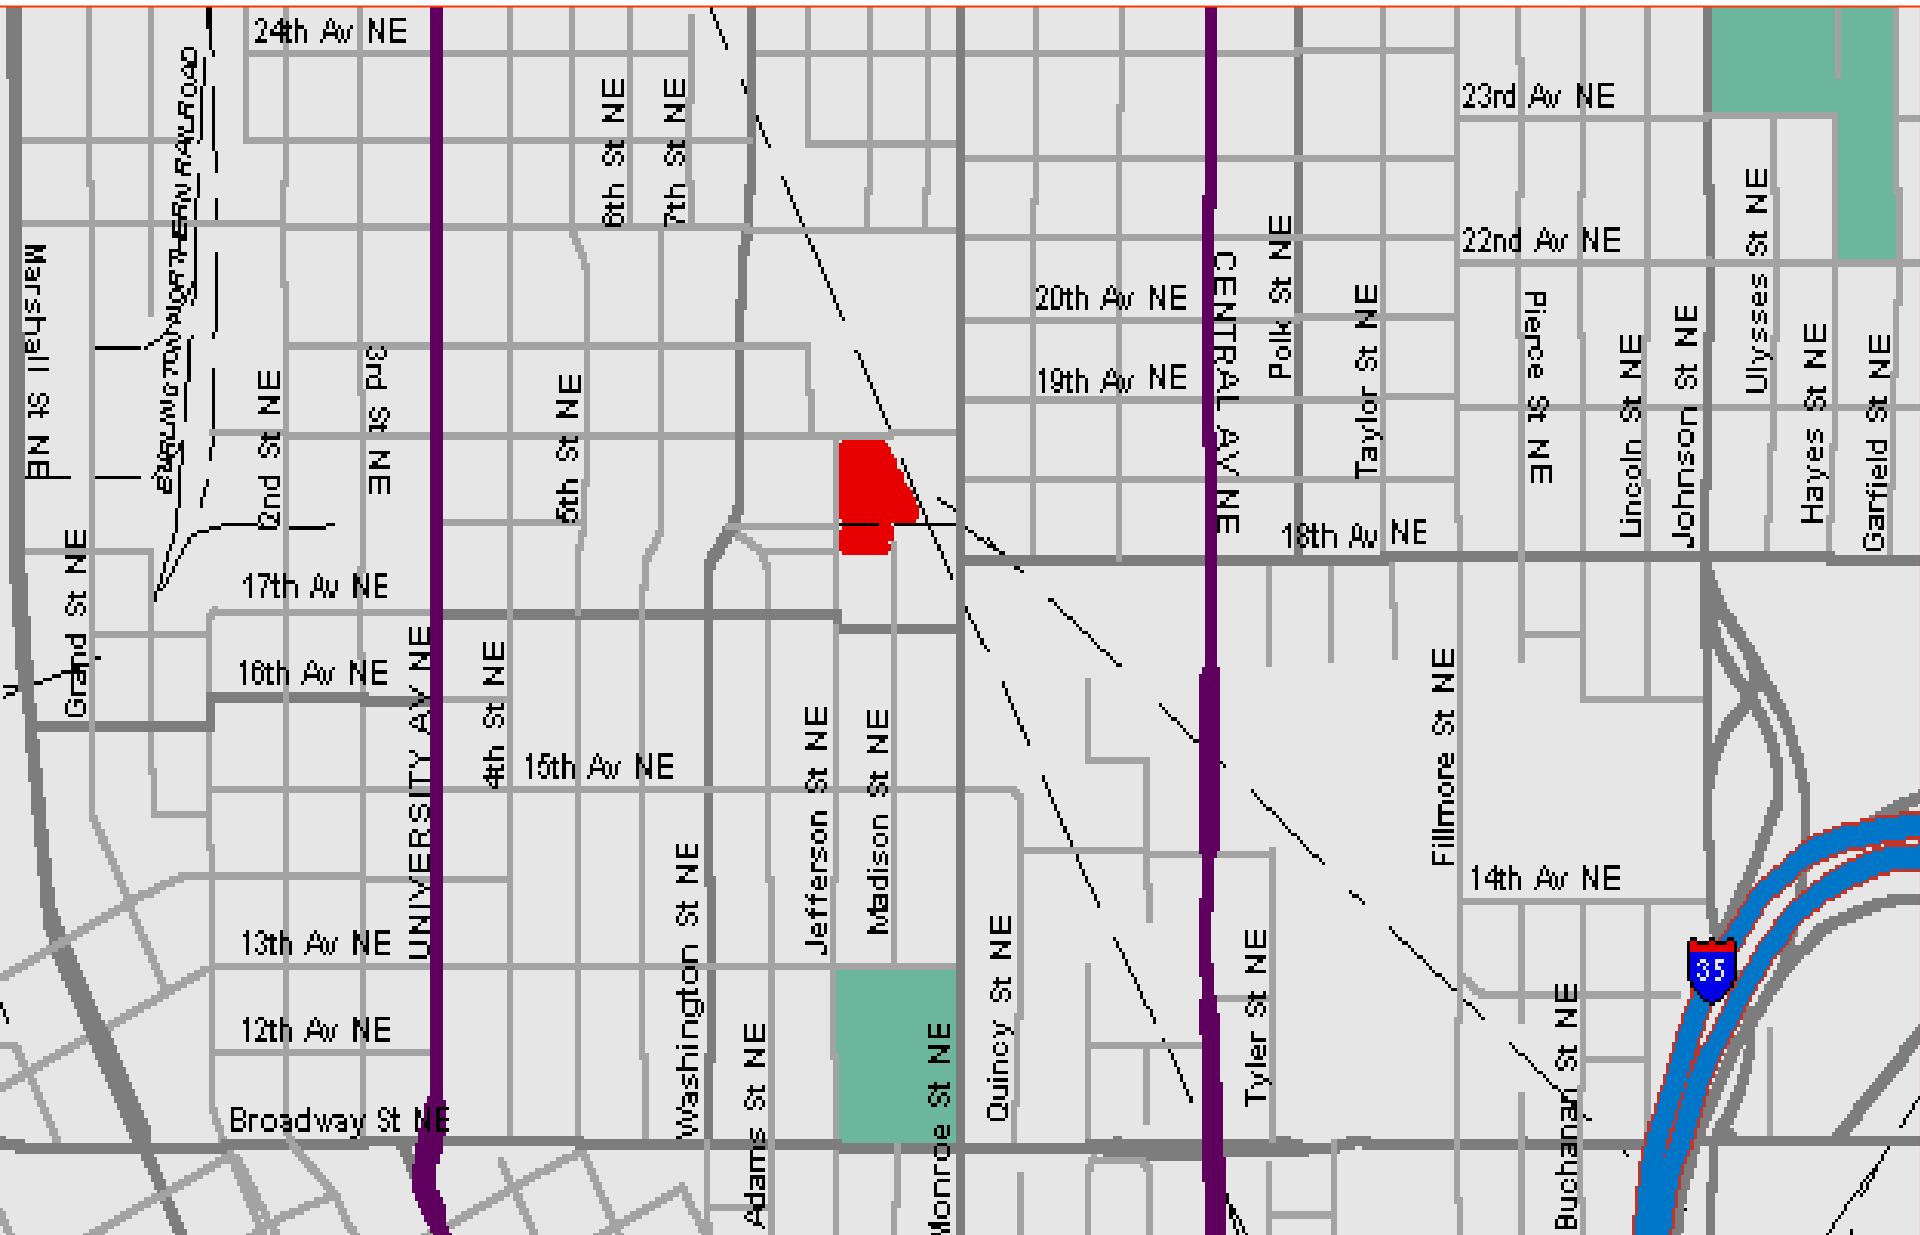 24th Av NE
BURLINGTON NORTHERN RAILROAD
6th St NE
7th St NE
23rd Av NE
Marshall St NE
22nd Av NE
Ulysses St NE
CENTRAL AV NE
Polk St NE
20th Av NE
Taylor St NE
Pierce St NE
Lincoln St NE
Johnson St NE
Hayes St NE
Garfield St NE
2nd St NE
3rd St NE
5th St NE
19th Av NE
18th Av NE
Grand St NE
17th Av NE
16th Av NE
UNIVERSITY AV NE
4th St NE
15th Av NE
Jefferson St NE
Madison St NE
Fillmore St NE
14th Av NE
Washington St NE
13th Av NE
Quincy St NE
Tyler St NE
35
Buchanan St NE
12th Av NE
Adams St NE
Monroe St NE
Broadway St NE